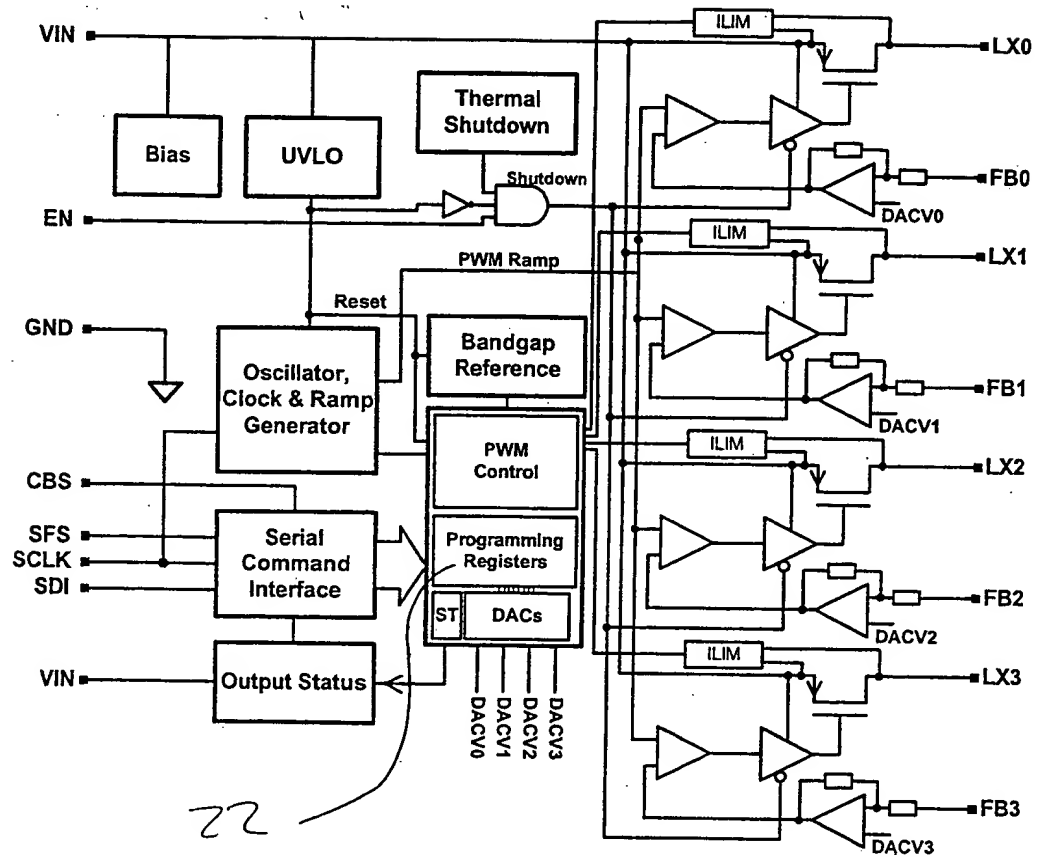 VIN
ILIM
LX0
Thermal
Shutdown
Bias
UVLO
Shutdown
FB0
DACV0
EN
ILIM
LX1
PWM Ramp
Reset
GND
Bandgap
Reference
Oscillator,
Clock & Ramp
Generator
FB1
DACV1
PWM
Control
ILIM
LX2
CBS
SFS
SCLK
SDI
Serial
Command
Interface
Programming
Registers
FB2
DACV2
ST
DACs
ILIM
LX3
VIN
Output Status
DACV0
DACV1
DACV2
DACV3
22
FB3
DACV3